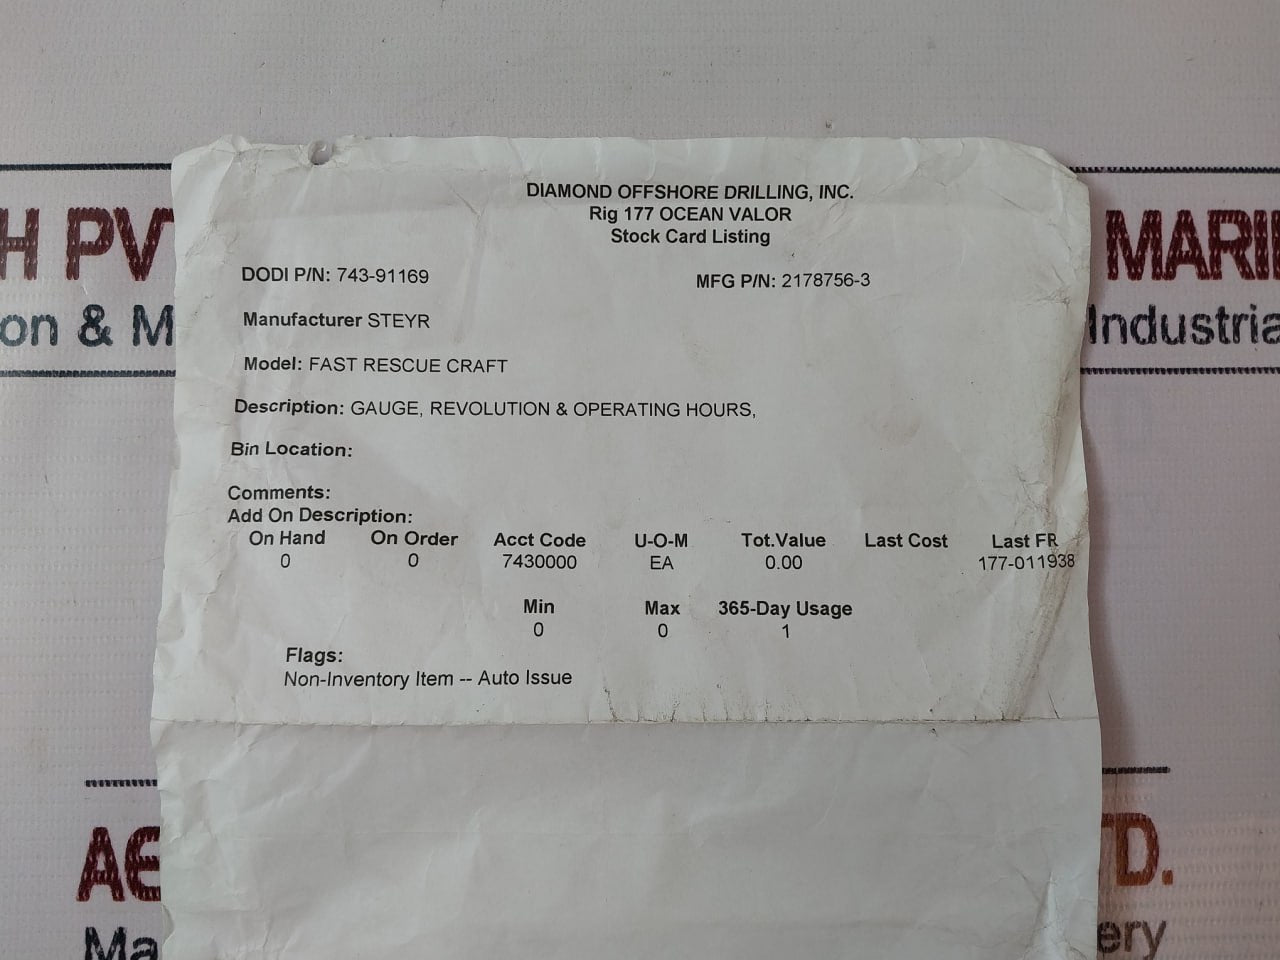 DIAMOND OFFSHORE DRILLING, INC.
Rig 177 OCEAN VALOR
Stock Card Listing
DODI P/N: 743-91169 MFG P/N: 2178756-3
Manufacturer STEYR
Model: FAST RESCUE CRAFT
Description: GAUGE, REVOLUTION & OPERATING HOURS,
Bin Location:
Comments:
Add On Description:
On Hand On Order Acct Code U-O-M Tot.Value Last Cost Last FR
0 0 7430000 EA 0.00 177-011938
Min Max 365-Day Usage
0 0 1
Flags:
Non-Inventory Item -- Auto Issue
H PV
on & M
MARI
Industria
AE
Ma
TD.
ery